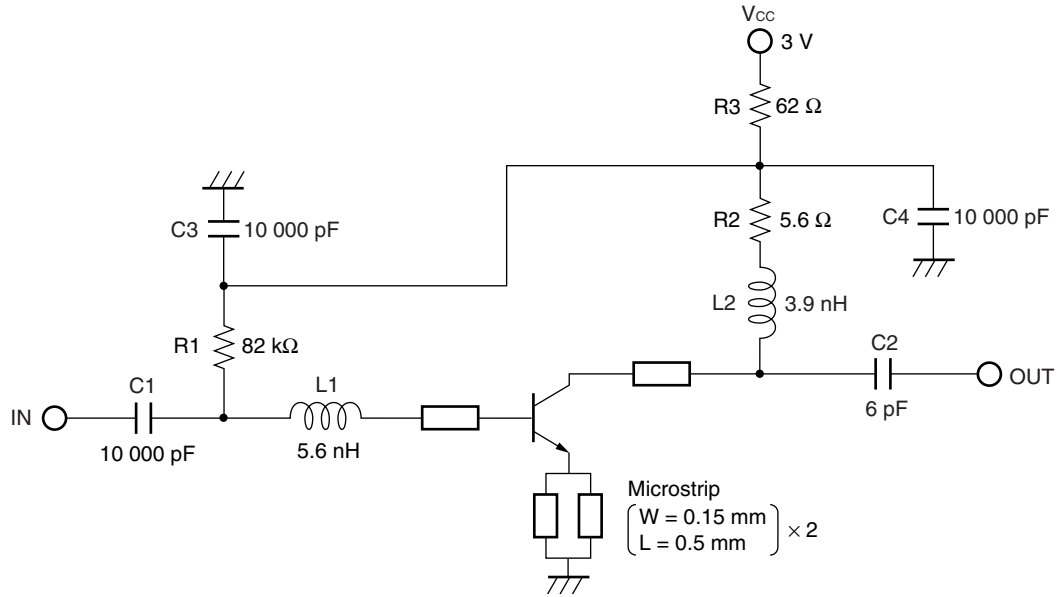 VCC
3 V
R3 62 Ω
R2 5.6 Ω
C4 10 000 pF
C3 10 000 pF
L2 3.9 nH
R1 82 kΩ
C2
6 pF
OUT
C1
10 000 pF
IN
L1
5.6 nH
Microstrip
W = 0.15 mm
L = 0.5 mm
× 2